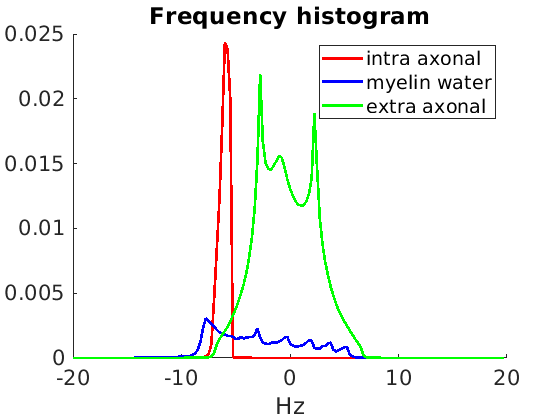 Frequency histogram
0.025
0.02
0.015
0.01
0.005
0
intra axonal
myelin water
extra axonal
-20 -10 0 10 20
Hz